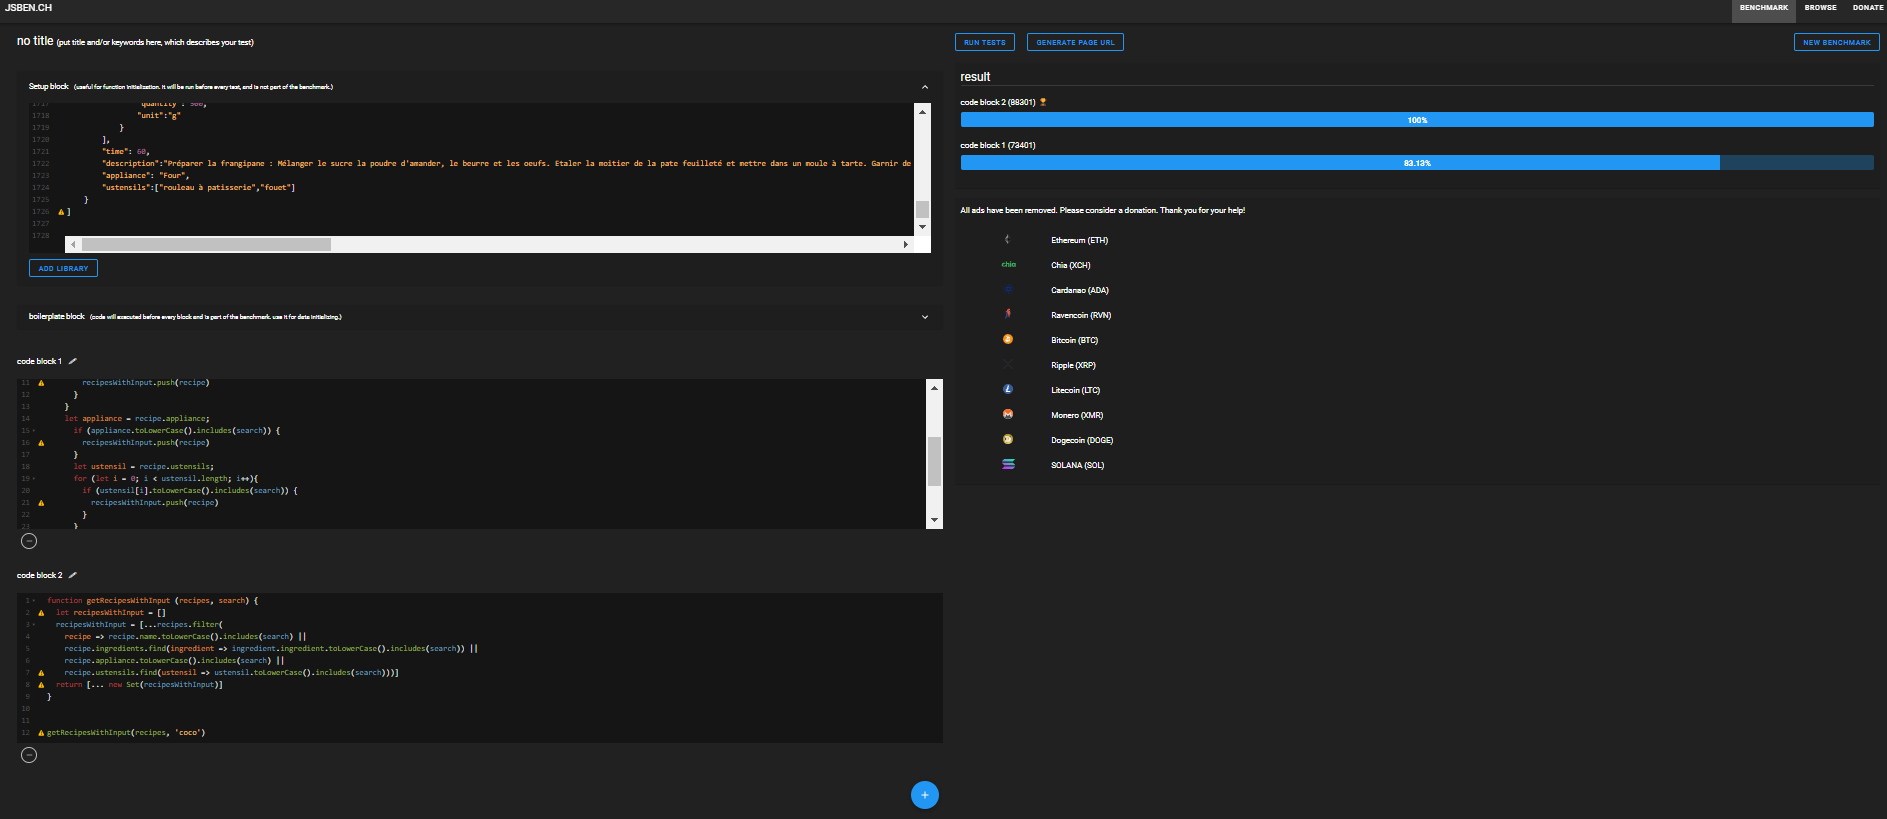 JSBEN.CH
BENCHMARK
BROWSE
DONATE
no title (put title and/or keywords here, which describes your test)
Setup block (useful for function initialization. it will be run before every test, and is not part of the benchmark.)
1717 "quantity": 500,
1718 "unit":"g"
1719 }
1720 ],
1721 "time": 60,
1722 "description":"Préparer la frangipane : Mélanger le sucre la poudre d'amander, le beurre et les oeufs. Etaler la moitier de la pate feuilleté et mettre dans un moule à tarte. Garnir de
1723 "appliance": "Four",
1724 "ustensils":["rouleau à patisserie","fouet"]
1725 }
1726 ]
1727
1728
ADD LIBRARY
boilerplate block (code will executed before every block and is part of the benchmark. use it for data initializing.)
code block 1
11 recipesWithInput.push(recipe)
12 }
13 }
14 let appliance = recipe.appliance;
15 if (appliance.toLowerCase().includes(search)) {
16 recipesWithInput.push(recipe)
17 }
18 let ustensil = recipe.ustensils;
19 for (let i = 0; i < ustensil.length; i++){
20 if (ustensil[i].toLowerCase().includes(search)) {
21 recipesWithInput.push(recipe)
22 }
23 }
code block 2
1 function getRecipesWithInput (recipes, search) {
2 let recipesWithInput = []
3 recipesWithInput = [...recipes.filter(
4 recipe => recipe.name.toLowerCase().includes(search) ||
5 recipe.ingredients.find(ingredient => ingredient.ingredient.toLowerCase().includes(search)) ||
6 recipe.appliance.toLowerCase().includes(search) ||
7 recipe.ustensils.find(ustensil => ustensil.toLowerCase().includes(search)))]
8 return [... new Set(recipesWithInput)]
9 }
10
11
12 getRecipesWithInput(recipes, 'coco')
RUN TESTS
GENERATE PAGE URL
NEW BENCHMARK
result
code block 2 (88301)
100%
code block 1 (73401)
83.13%
All ads have been removed. Please consider a donation. Thank you for your help!
Ethereum (ETH)
chia Chia (XCH)
Cardanao (ADA)
Ravencoin (RVN)
Bitcoin (BTC)
Ripple (XRP)
Litecoin (LTC)
Monero (XMR)
Dogecoin (DOGE)
SOLANA (SOL)